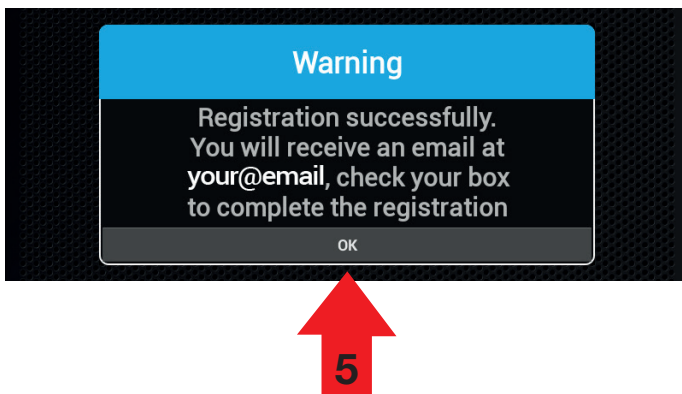 Warning
Registration successfully.
You will receive an email at
your@email, check your box
to complete the registration
OK
5